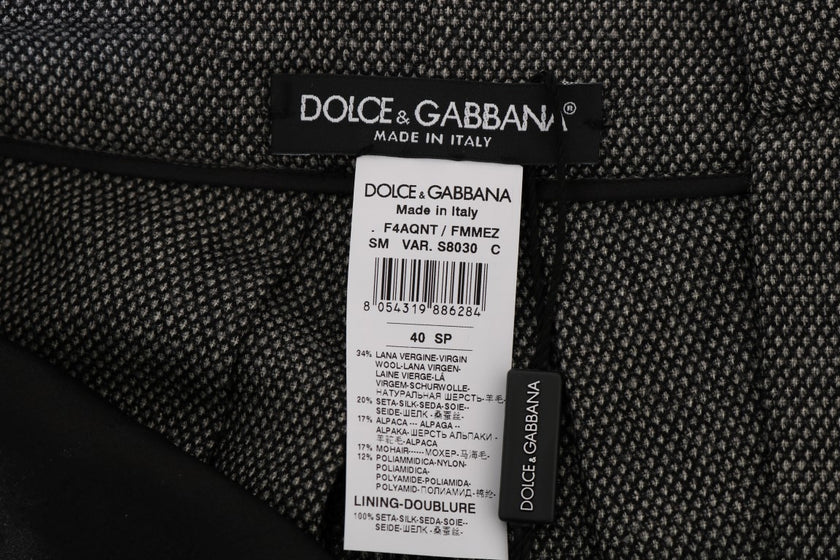 DOLCE & GABBANA®
MADE IN ITALY
DOLCE & GABBANA
Made in Italy
. F4AQNT / FMMEZ
SM VAR. S8030 C
8 054319 886284
40 SP
34% LANA VERGINE-VIRGIN
WOOL-LANA VIRGEN-
LAINE VIERGE-LÁ
VIRGEM-SCHURWOLLE-
НАТУРАЛЬНАЯ ШЕРСТЬ-羊毛-
20% SETA-SILK-SEDA-SOIE--
SEIDE-ШЕЛК -桑蚕丝-
17% ALPACA --- ALPAGA --
ALPAKA-ШЕРСТЬ АЛЬПАКИ -
羊驼毛-ALPACA
17% MOHAIR------ МОХЕР-马海毛-
12% POLIAMMIDICA-NYLON-
POLIAMIDICA-
POLYAMIDE-POLIAMIDA-
POLYAMID-ПОЛИАМИД-锦纶-
LINING-DOUBLURE
100% SETA-SILK-SEDA-SOIE--
SEIDE-ШЕЛК -桑蚕丝-
DOLCE & GABBANA